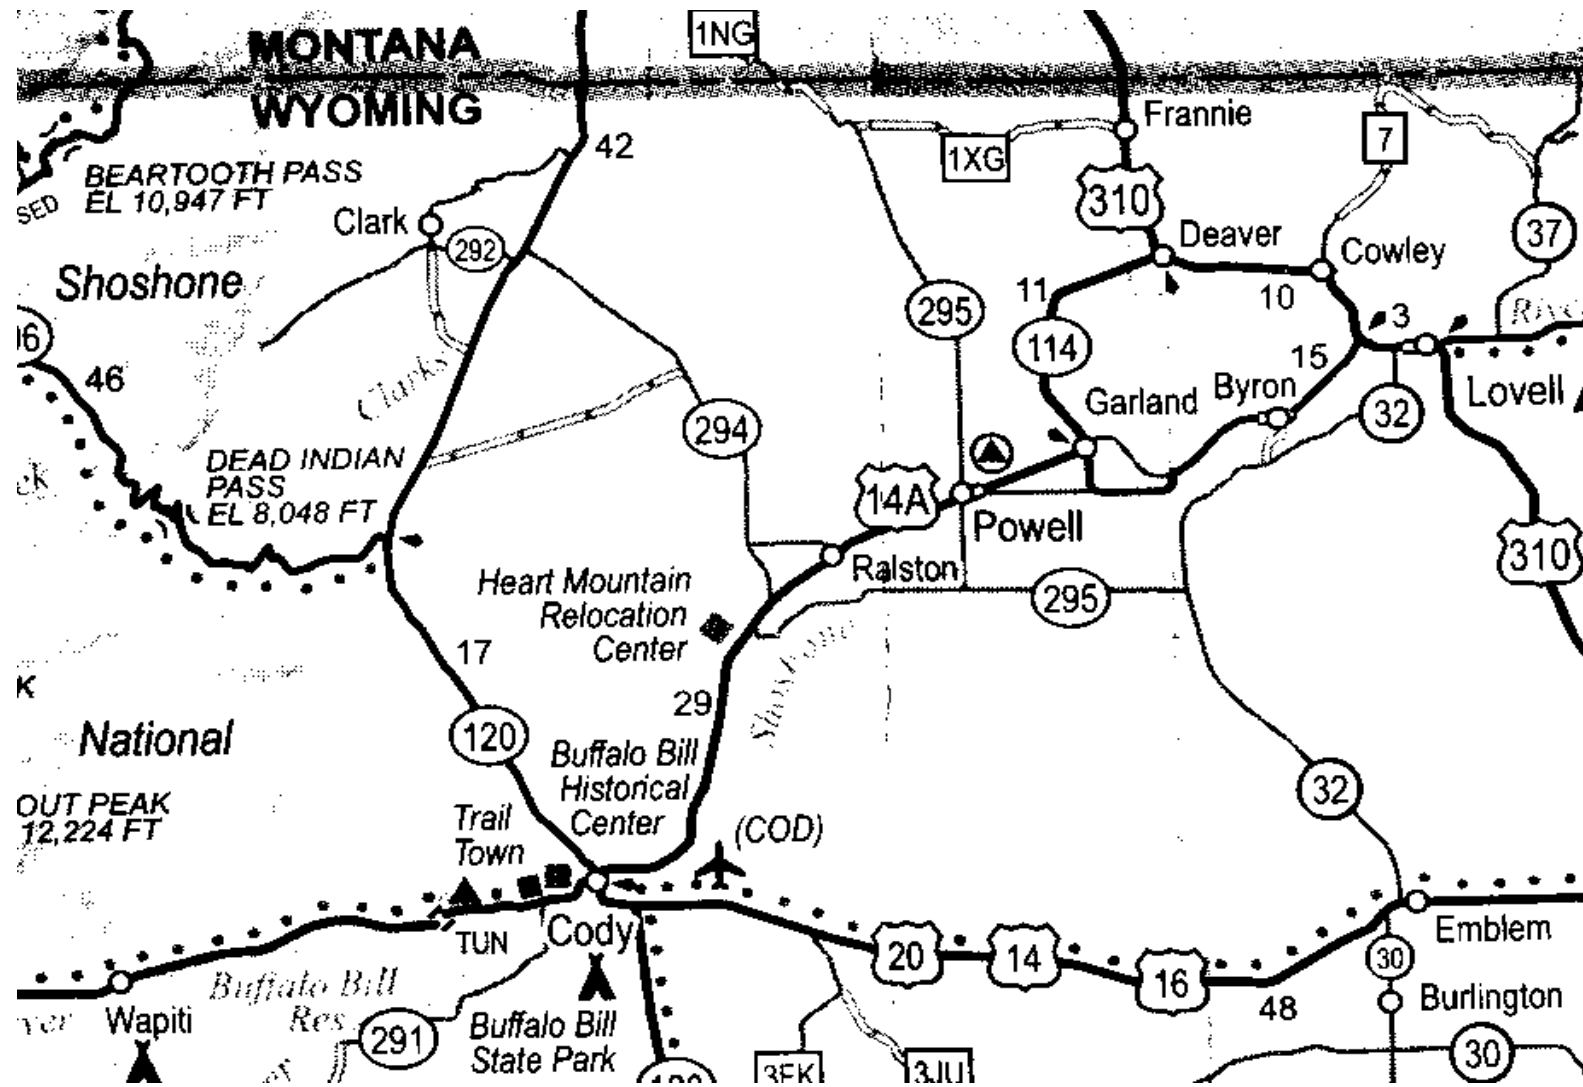 1NG
MONTANA
WYOMING
42
Frannie
1XG
7
BEARTOOTH PASS
EL 10,947 FT
SED
310
37
Clark
292
Deaver
Cowley
Shoshone
11
10
295
3
114
15
46
Clarks
Byron
Garland
32
Lovell
294
DEAD INDIAN
PASS
EL 8,048 FT
14A
Powell
310
Ralston
Heart Mountain
Relocation
Center
295
17
Shoshone
29
K
National
120
Buffalo Bill
Historical
Center
32
OUT PEAK
12,224 FT
Trail
Town
(COD)
TUN
Cody
20
14
16
Emblem
30
48
Burlington
Buffalo Bill
Res
Wapiti
291
Buffalo Bill
State Park
30
3EK
3JU